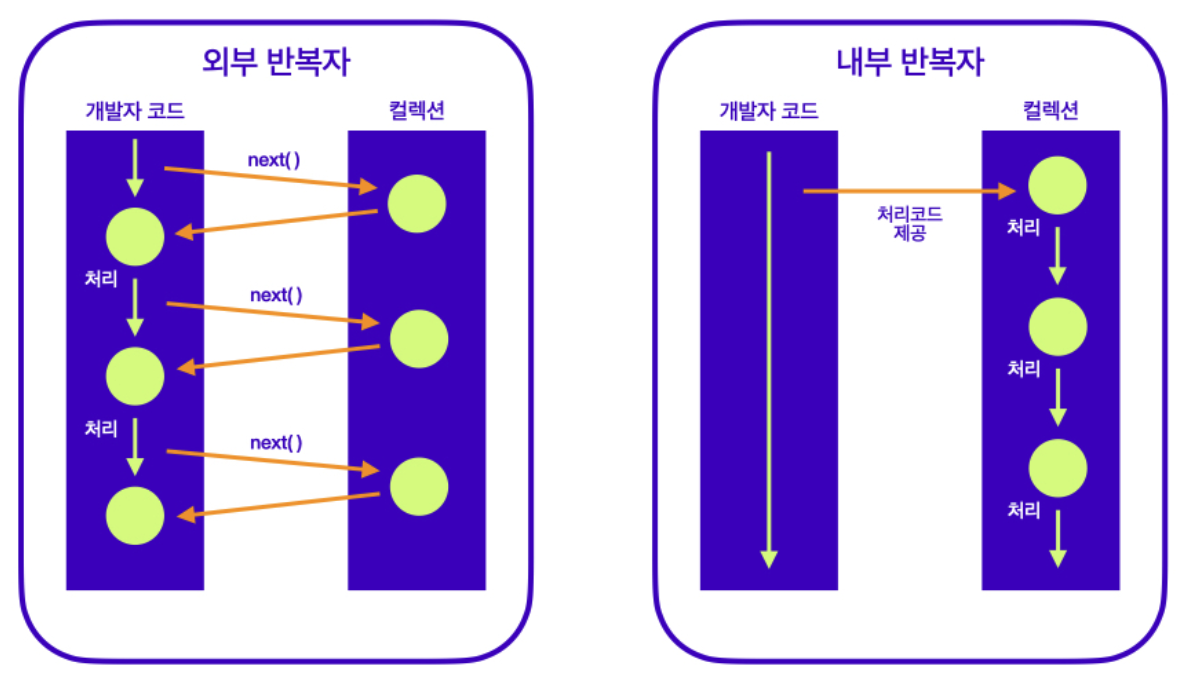 외부 반복자
개발자 코드
컬렉션
next( )
처리
next( )
처리
next( )
내부 반복자
개발자 코드
컬렉션
처리코드
제공
처리
처리
처리